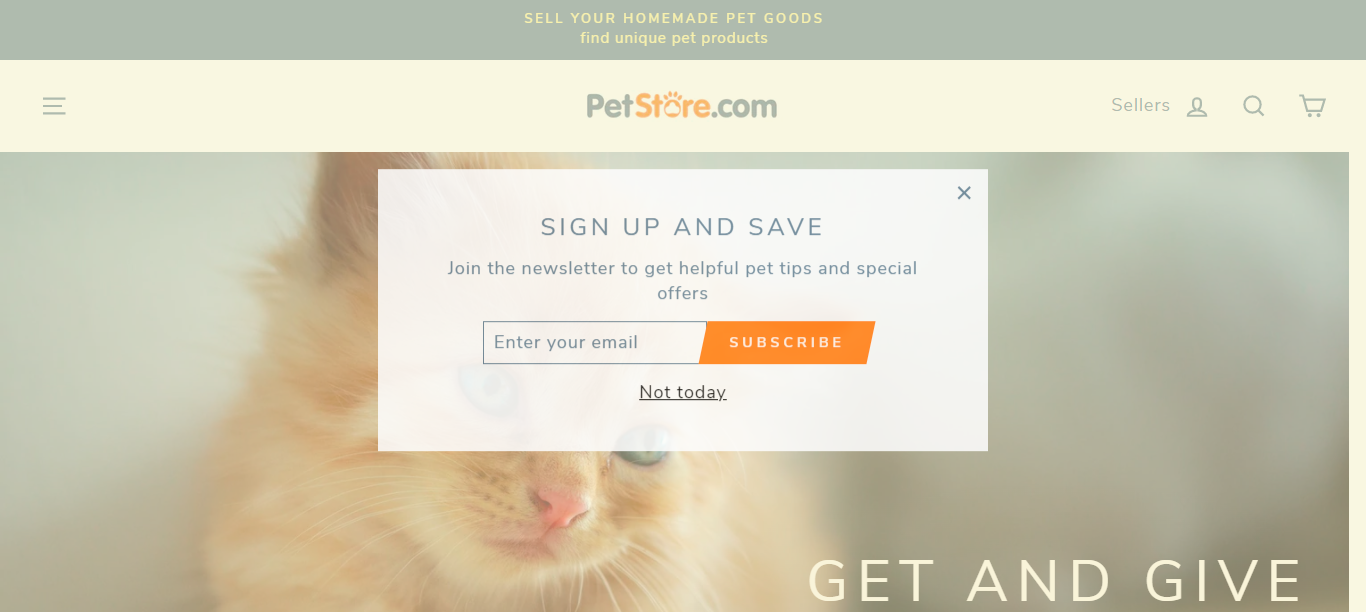 SELL YOUR HOMEMADE PET GOODS
find unique pet products
PetStore.com
Sellers
SIGN UP AND SAVE
Join the newsletter to get helpful pet tips and special
offers
Enter your email
SUBSCRIBE
Not today
GET AND GIVE